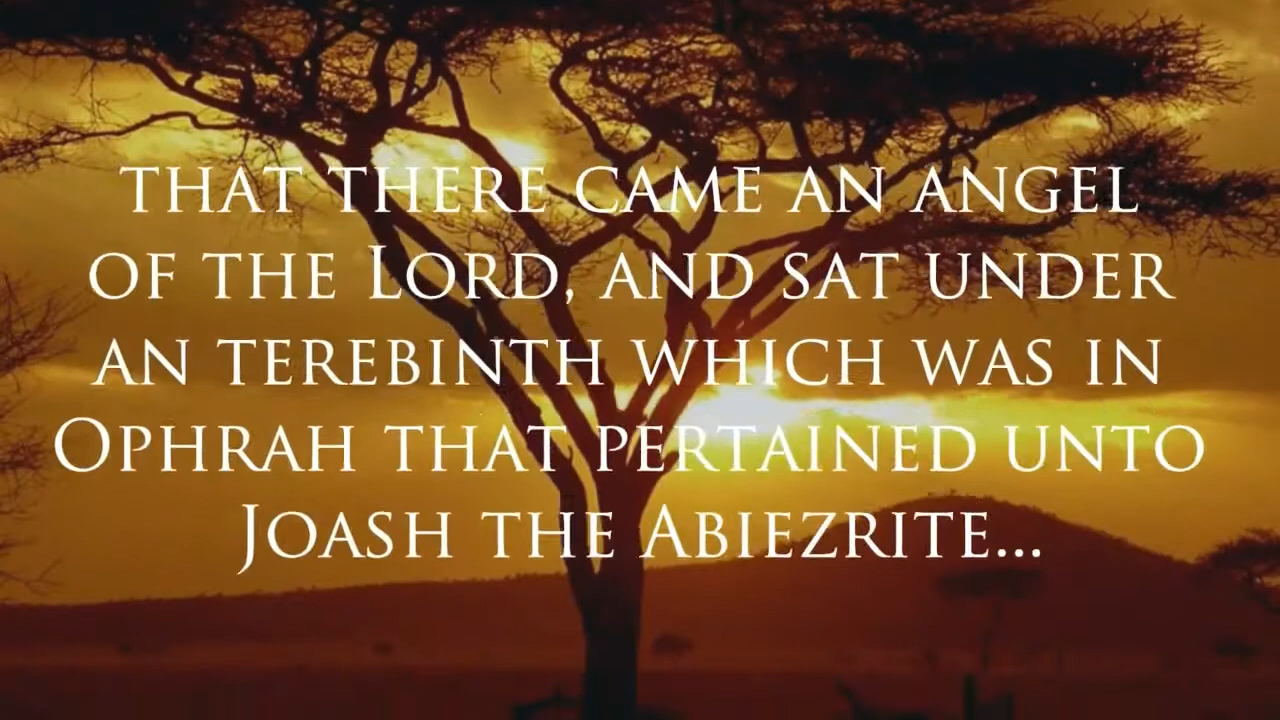 THAT THERE CAME AN ANGEL
OF THE LORD, AND SAT UNDER
AN TEREBINTH WHICH WAS IN
OPHRAH THAT PERTAINED UNTO
JOASH THE ABIEZRITE...